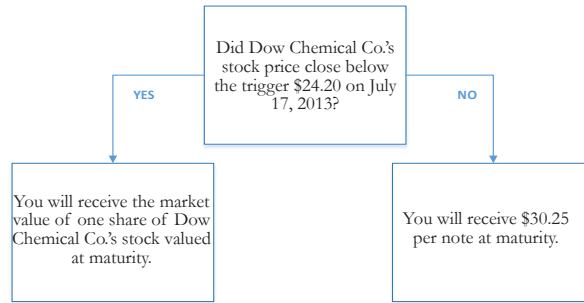 Did Dow Chemical Co.'s
stock price close below
the trigger $24.20 on July
17, 2013?
YES
NO
You will receive the market
value of one share of Dow
Chemical Co.'s stock valued
at maturity.
You will receive $30.25
per note at maturity.